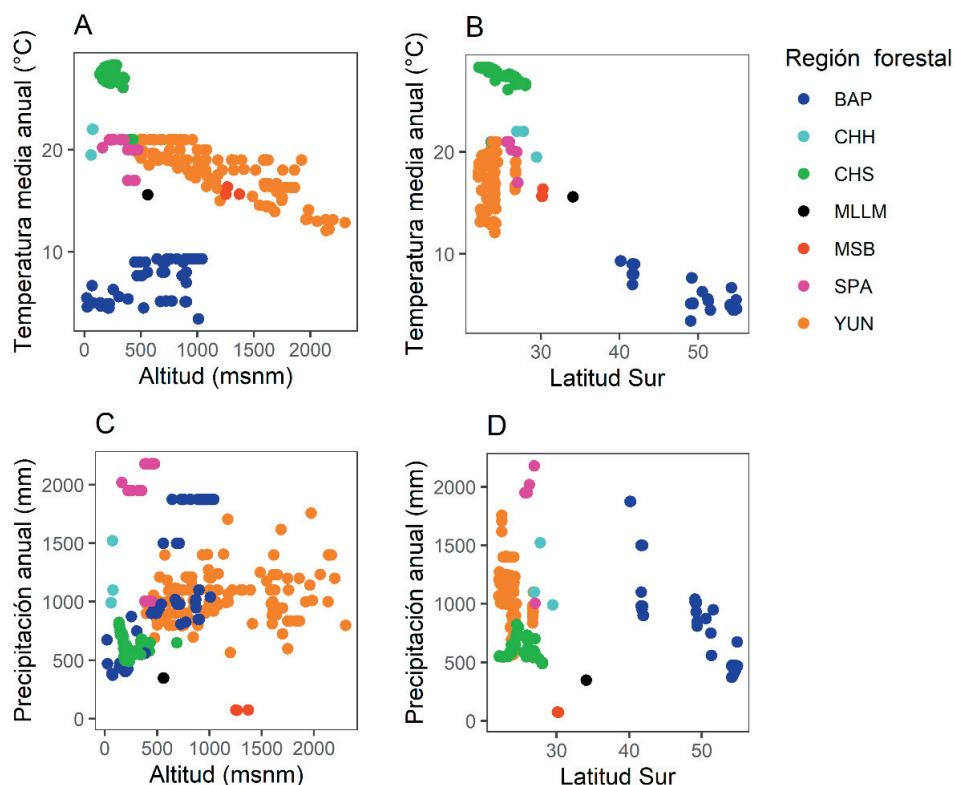 A
Temperatura media anual (°C)
20
10
0
500
1000
1500
2000
Altitud (msnm)
B
Temperatura media anual (°C)
20
10
30
40
50
Latitud Sur
Región forestal
BAP
CHH
CHS
MLLM
MSB
SPA
YUN
C
Precipitación anual (mm)
2000
1500
1000
500
0
0
500
1000
1500
2000
Altitud (msnm)
D
Precipitación anual (mm)
2000
1500
1000
500
0
30
40
50
Latitud Sur